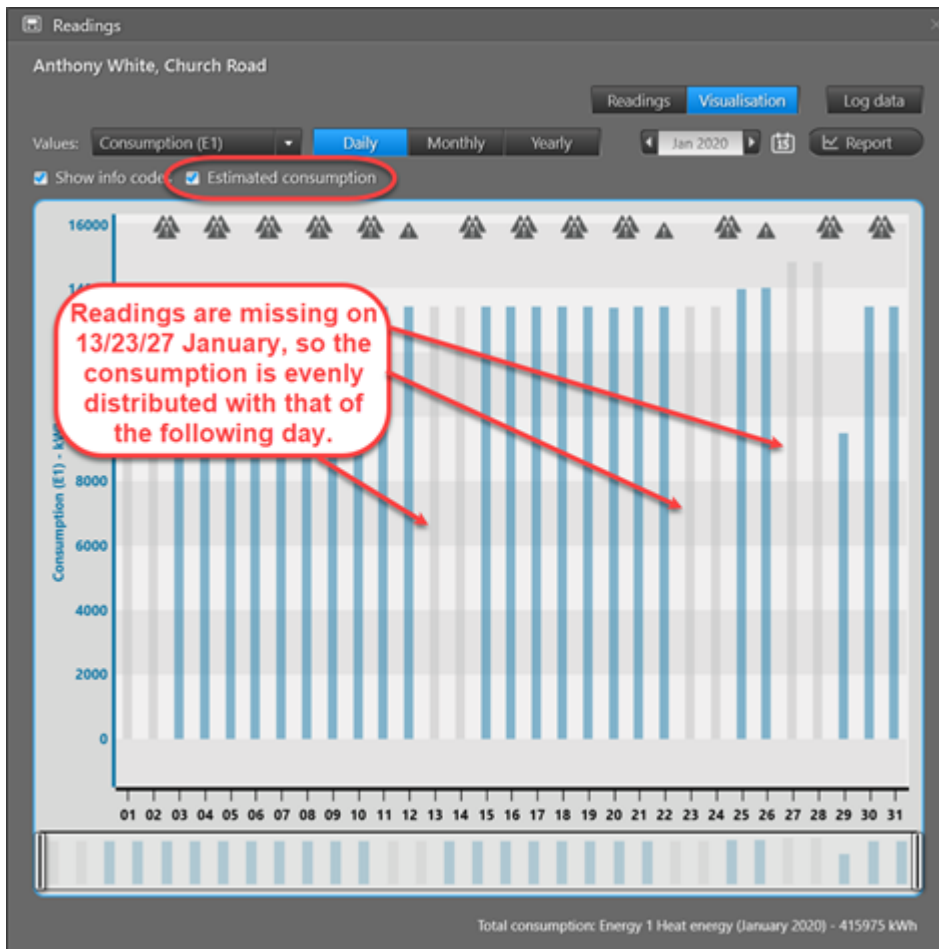 Readings
Anthony White, Church Road
Readings Visualisation Log data
Values: Consumption (E1) Daily Monthly Yearly Jan 2020 15 Report
Show info code Estimated consumption
16000
Readings are missing on
13/23/27 January, so the
consumption is evenly
distributed with that of
the following day.
8000
6000
4000
2000
0
Consumption (E1) - kW
01 02 03 04 05 06 07 08 09 10 11 12 13 14 15 16 17 18 19 20 21 22 23 24 25 26 27 28 29 30 31
Total consumption: Energy 1 Heat energy (January 2020) - 415975 kWh